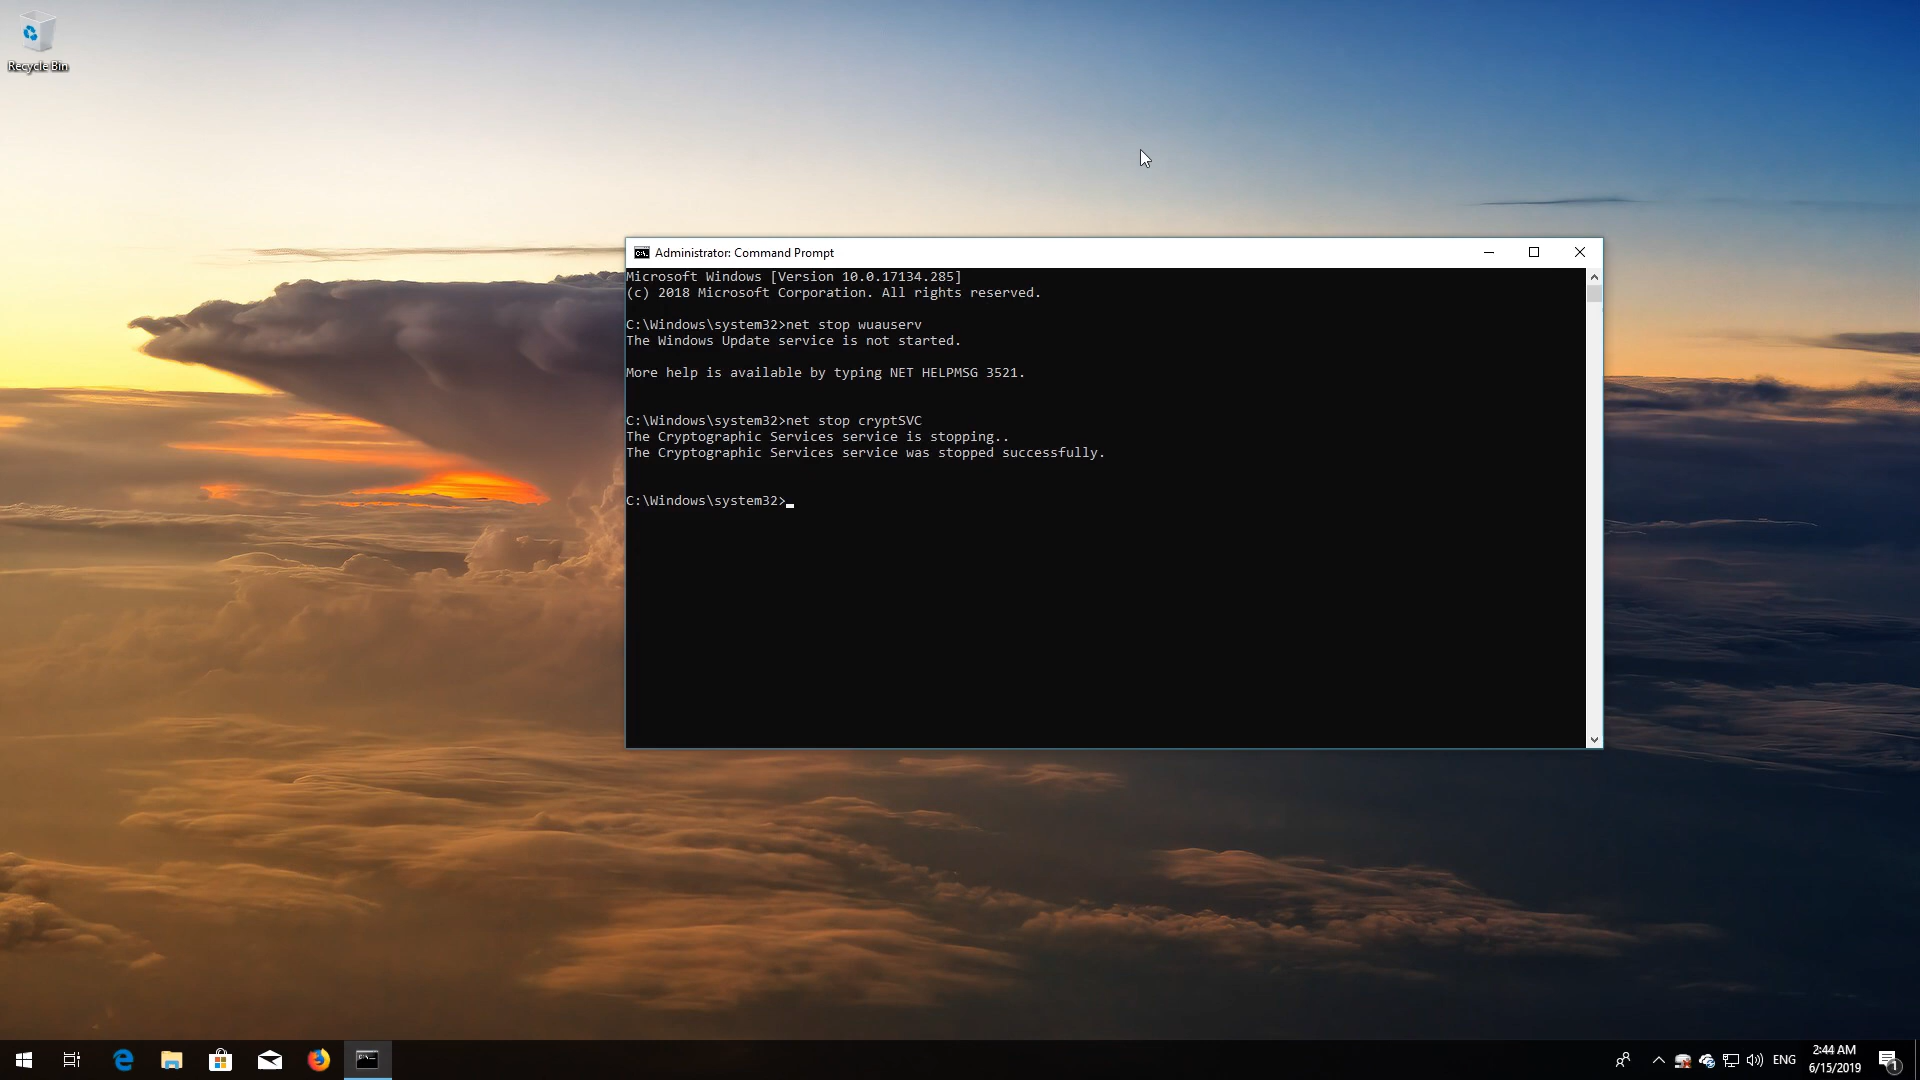 Recycle Bin
Administrator: Command Prompt
Microsoft Windows [Version 10.0.17134.285]
(c) 2018 Microsoft Corporation. All rights reserved.
C:\Windows\system32>net stop wuauserv
The Windows Update service is not started.
More help is available by typing NET HELPMSG 3521.
C:\Windows\system32>net stop cryptSVC
The Cryptographic Services service is stopping..
The Cryptographic Services service was stopped successfully.
C:\Windows\system32>
ENG
2:44 AM
6/15/2019
1